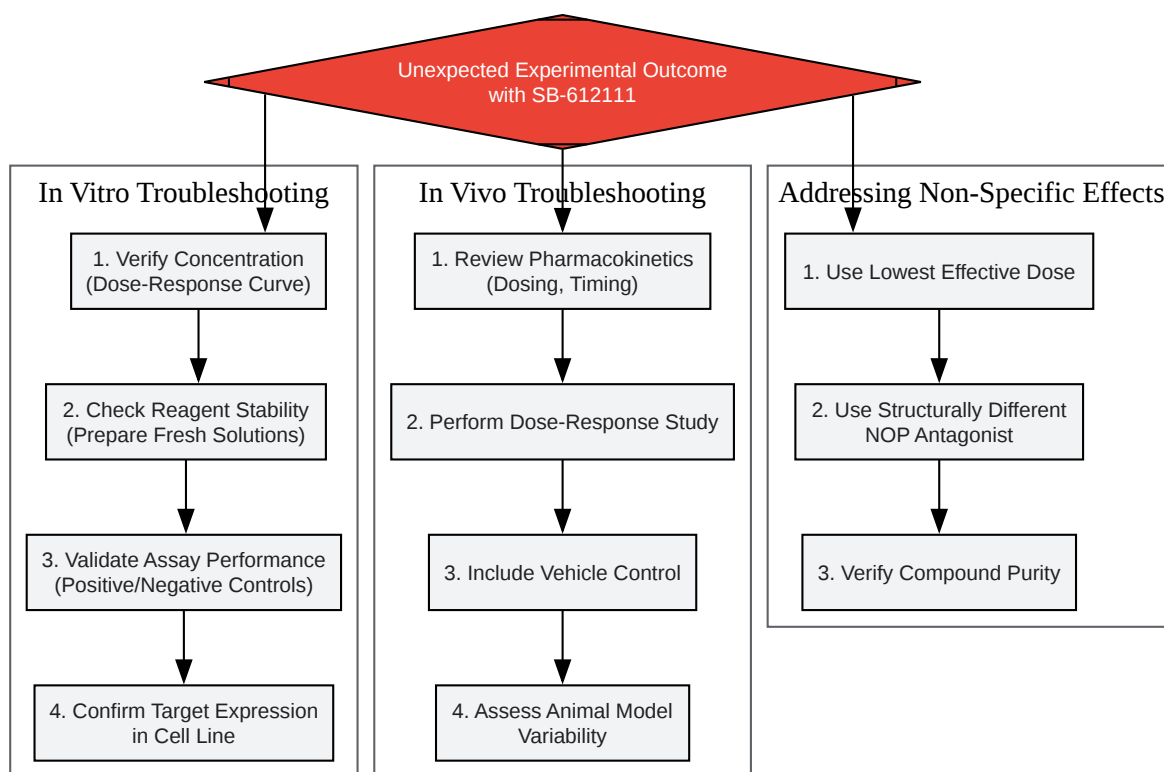 Unexpected Experimental Outcome
with SB-612111
In Vitro Troubleshooting
1. Verify Concentration
(Dose-Response Curve)
2. Check Reagent Stability
(Prepare Fresh Solutions)
3. Validate Assay Performance
(Positive/Negative Controls)
4. Confirm Target Expression
in Cell Line
In Vivo Troubleshooting
1. Review Pharmacokinetics
(Dosing, Timing)
2. Perform Dose-Response Study
3. Include Vehicle Control
4. Assess Animal Model
Variability
Addressing Non-Specific Effects
1. Use Lowest Effective Dose
2. Use Structurally Different
NOP Antagonist
3. Verify Compound Purity